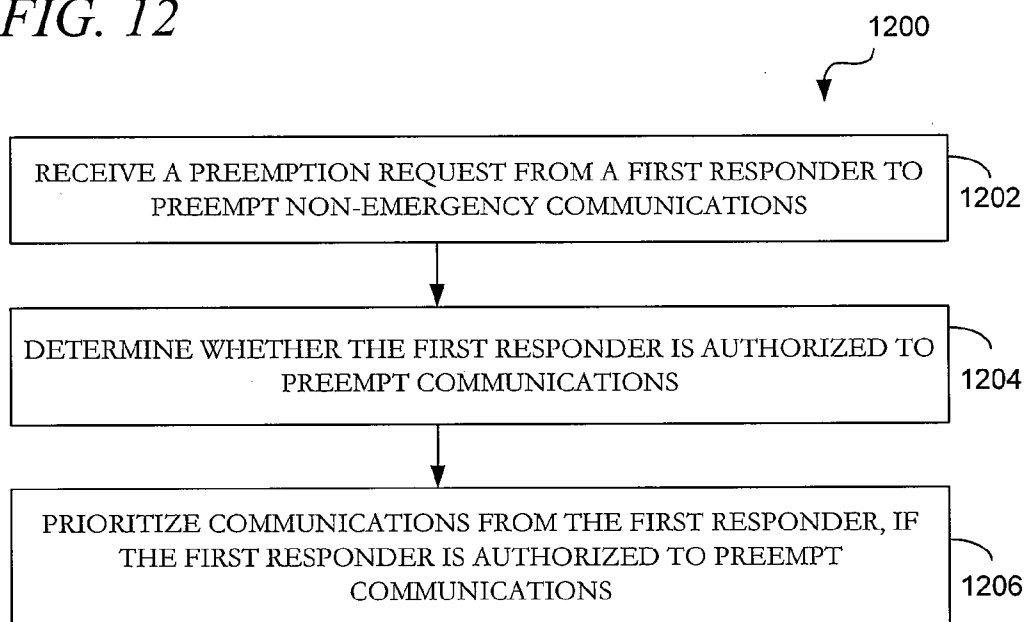 FIG. 12
1200
RECEIVE A PREEMPTION REQUEST FROM A FIRST RESPONDER TO
PREEMPT NON-EMERGENCY COMMUNICATIONS
1202
DETERMINE WHETHER THE FIRST RESPONDER IS AUTHORIZED TO
PREEMPT COMMUNICATIONS
1204
PRIORITIZE COMMUNICATIONS FROM THE FIRST RESPONDER, IF
THE FIRST RESPONDER IS AUTHORIZED TO PREEMPT
COMMUNICATIONS
1206